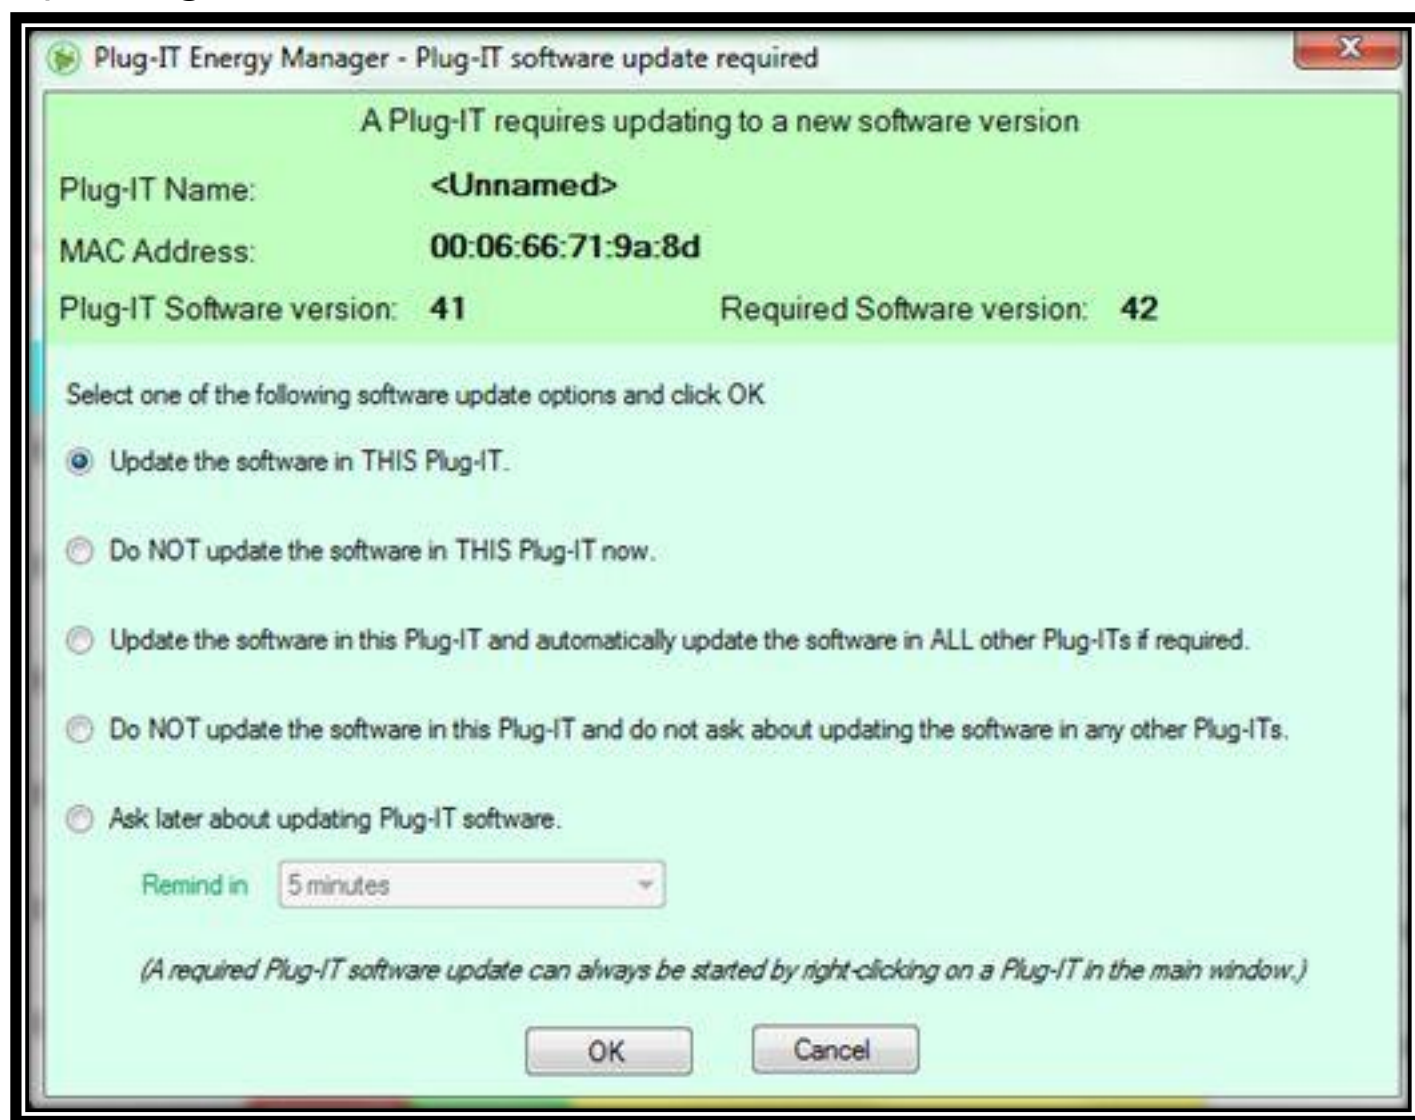 Plug-IT Energy Manager - Plug-IT software update required
A Plug-IT requires updating to a new software version
Plug-IT Name: <Unnamed>
MAC Address: 00:06:66:71:9a:8d
Plug-IT Software version: 41 Required Software version: 42
Select one of the following software update options and click OK
Update the software in THIS Plug-IT.
Do NOT update the software in THIS Plug-IT now.
Update the software in this Plug-IT and automatically update the software in ALL other Plug-ITs if required.
Do NOT update the software in this Plug-IT and do not ask about updating the software in any other Plug-ITs.
Ask later about updating Plug-IT software.
Remind in 5 minutes
(A required Plug-IT software update can always be started by right-clicking on a Plug-IT in the main window.)
OK Cancel